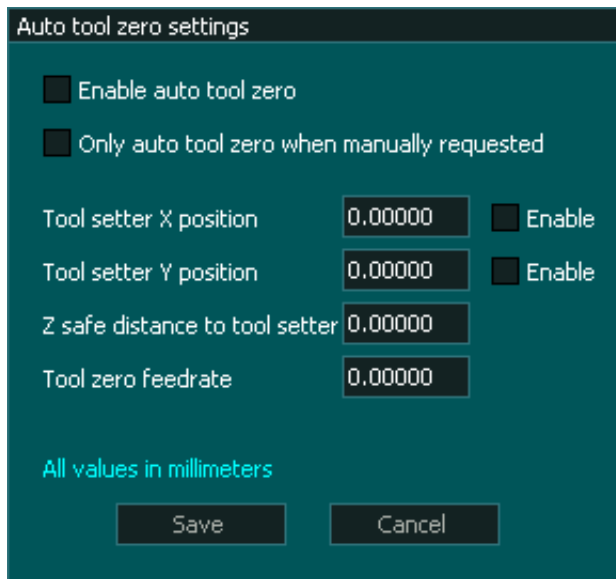 Auto tool zero settings
Enable auto tool zero
Only auto tool zero when manually requested
Tool setter X position 0.00000 Enable
Tool setter Y position 0.00000 Enable
Z safe distance to tool setter 0.00000
Tool zero feedrate 0.00000
All values in millimeters
Save Cancel